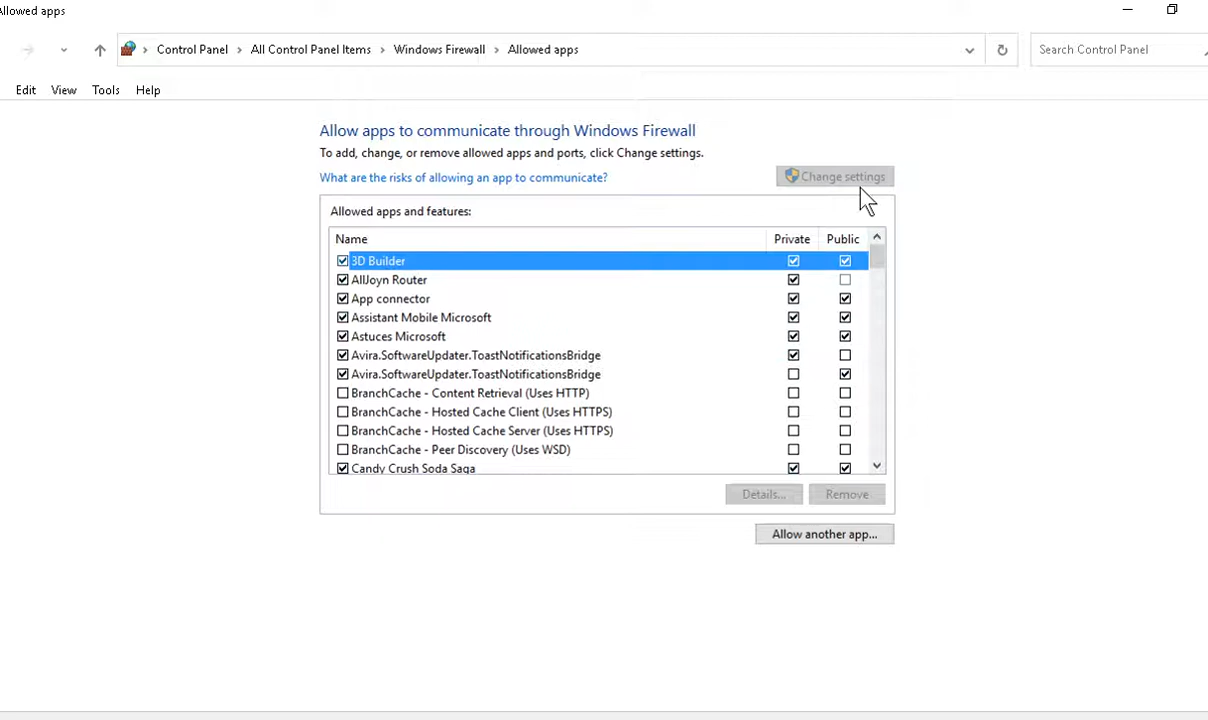 Allowed apps
Control Panel > All Control Panel Items > Windows Firewall > Allowed apps
Search Control Panel
Edit View Tools Help
Allow apps to communicate through Windows Firewall
To add, change, or remove allowed apps and ports, click Change settings.
What are the risks of allowing an app to communicate?
Change settings
Allowed apps and features:
Name Private Public
3D Builder
AllJoyn Router
App connector
Assistant Mobile Microsoft
Astuces Microsoft
Avira.SoftwareUpdater.ToastNotificationsBridge
Avira.SoftwareUpdater.ToastNotificationsBridge
BranchCache - Content Retrieval (Uses HTTP)
BranchCache - Hosted Cache Client (Uses HTTPS)
BranchCache - Hosted Cache Server (Uses HTTPS)
BranchCache - Peer Discovery (Uses WSD)
Candy Crush Soda Saga
Details... Remove
Allow another app...